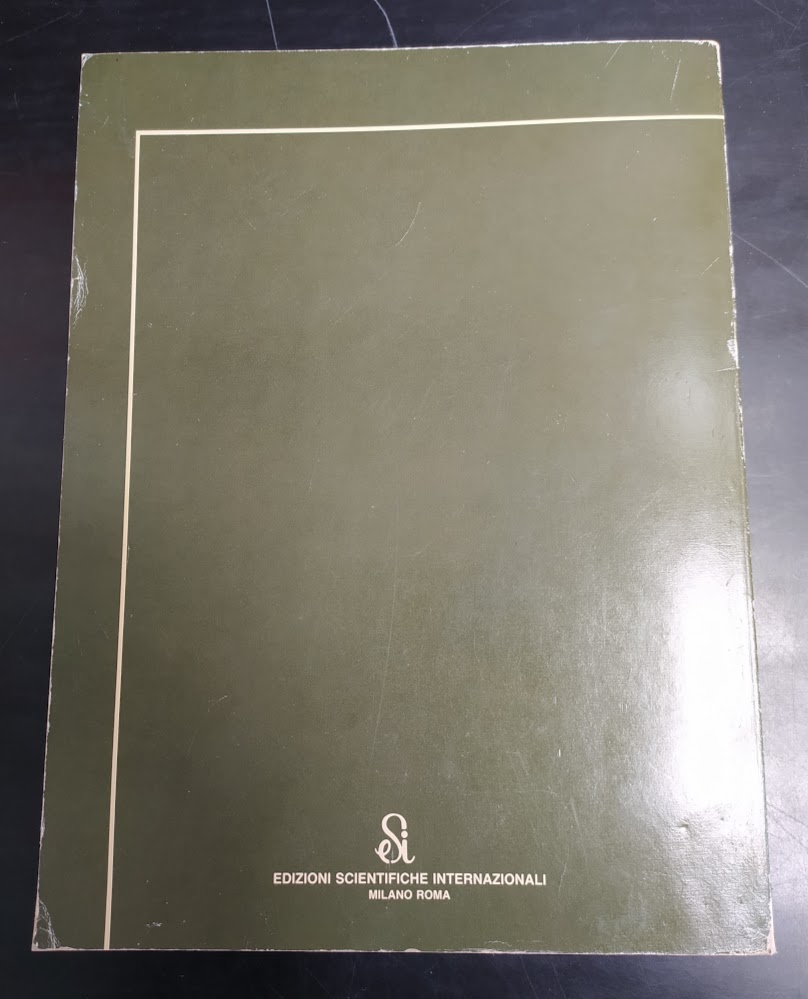 eSi
EDIZIONI SCIENTIFICHE INTERNAZIONALI
MILANO ROMA